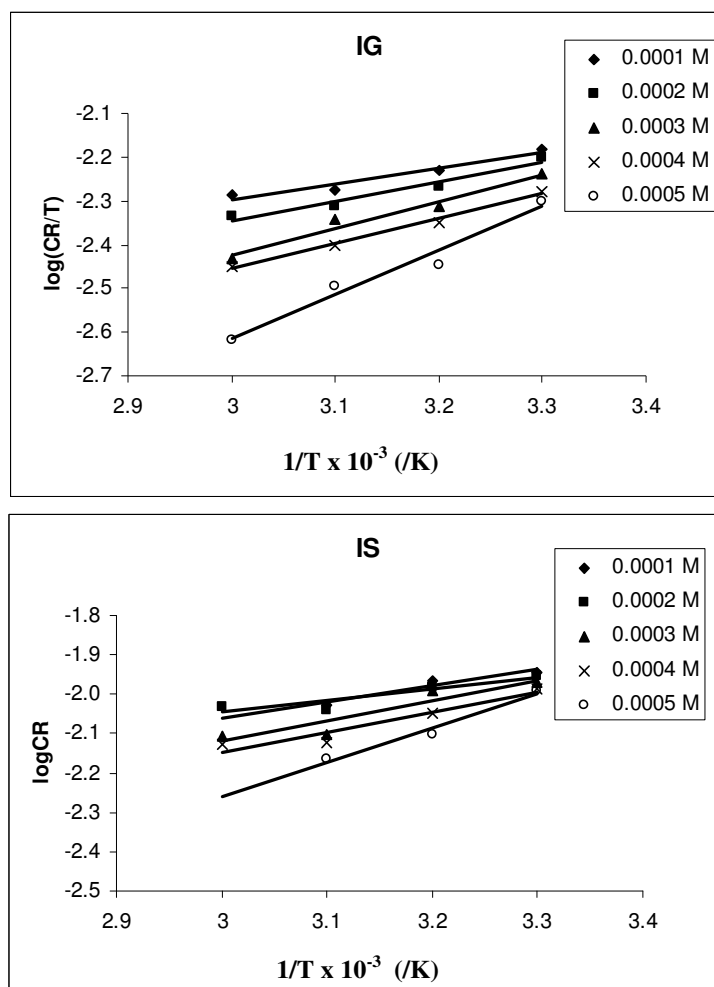 IG
0.0001 M
0.0002 M
0.0003 M
0.0004 M
0.0005 M
-2.1
-2.2
-2.3
-2.4
-2.5
-2.6
-2.7
log(CR/T)
2.9 3 3.1 3.2 3.3 3.4
1/T x 10⁻³ (/K)
IS
0.0001 M
0.0002 M
0.0003 M
0.0004 M
0.0005 M
-1.8
-1.9
-2.0
-2.1
-2.2
-2.3
-2.4
-2.5
logCR
2.9 3 3.1 3.2 3.3 3.4
1/T x 10⁻³ (/K)